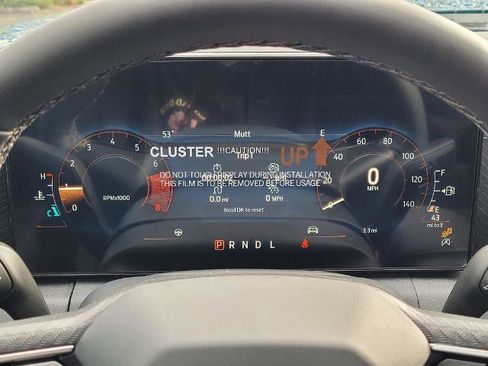 53° Mutt E
CLUSTER !!!CAUTION!!! UP
Trip 1
DO NOT TOUCH DISPLAY DURING INSTALLATION
THIS FILM IS TO BE REMOVED BEFORE USAGE
0.0 mi 0 MPH
Hold OK to reset
H
C
0 1 2 3 4 5 6 8
RPMx1000
0 20 40 60 80 100 120 140
0
MPH
F
E
43
mi to E
3.3 mi
P R N D L